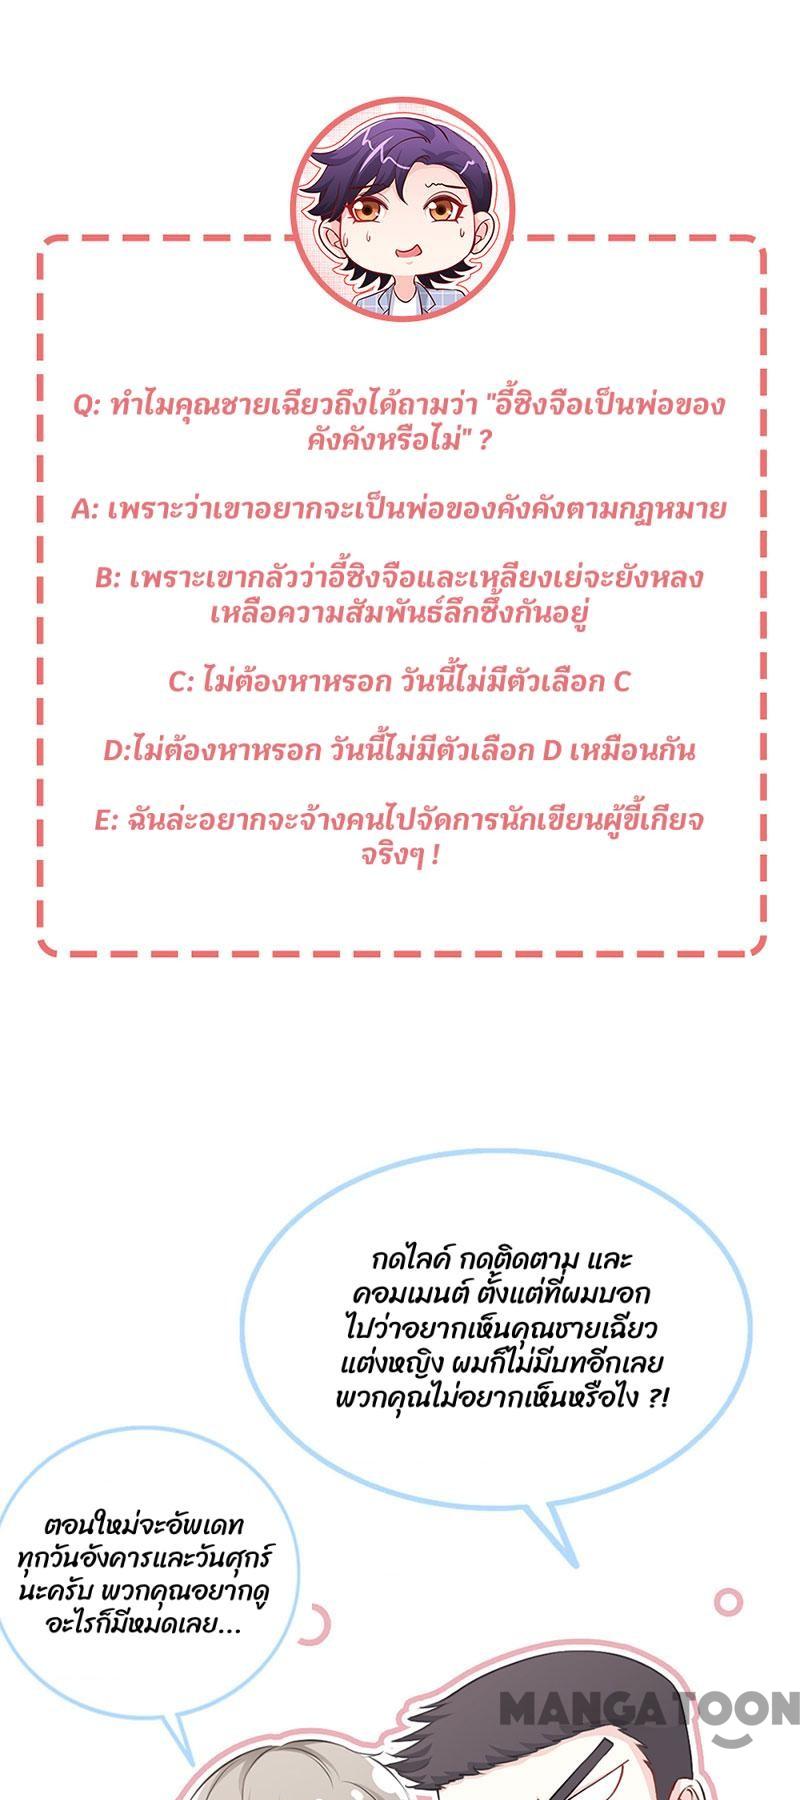 Q: ทำไมคุณชายเฉียวถึงได้ถามว่า "อี้ซิงจือเป็นพ่อของ
คังคังหรือไม่" ?
A: เพราะว่าเขาอยากจะเป็นพ่อของคังคังตามกฎหมาย
B: เพราะเขากลัวว่าอี้ซิงจือและเหลียงเย่จะยังหลง
เหลือความสัมพันธ์ลึกซึ้งกันอยู่
C: ไม่ต้องหาหรอก วันนี้ไม่มีตัวเลือก C
D:ไม่ต้องหาหรอก วันนี้ไม่มีตัวเลือก D เหมือนกัน
E: ฉันล่ะอยากจะจ้างคนไปจัดการนักเขียนผู้ขี้เกียจ
จริงๆ !
กดไลค์ กดติดตาม และ
คอมเมนต์ ตั้งแต่ที่ผมบอก
ไปว่าอยากเห็นคุณชายเฉียว
แต่งหญิง ผมก็ไม่มีบทอีกเลย
พวกคุณไม่อยากเห็นหรือไง ?!
ตอนใหม่จะอัพเดท
ทุกวันอังคารและวันศุกร์
นะครับ พวกคุณอยากดู
อะไรก็มีหมดเลย...
MANGATOON